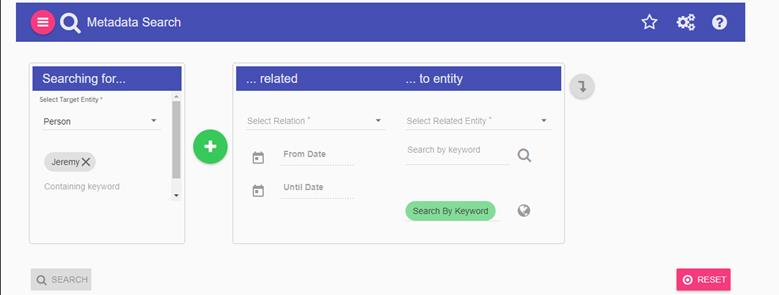 Metadata Search
Searching for...
Select Target Entity *
Person
Jeremy
Containing keyword
... related
... to entity
Select Relation *
Select Related Entity *
From Date
Search by keyword
Until Date
Search By Keyword
SEARCH
RESET